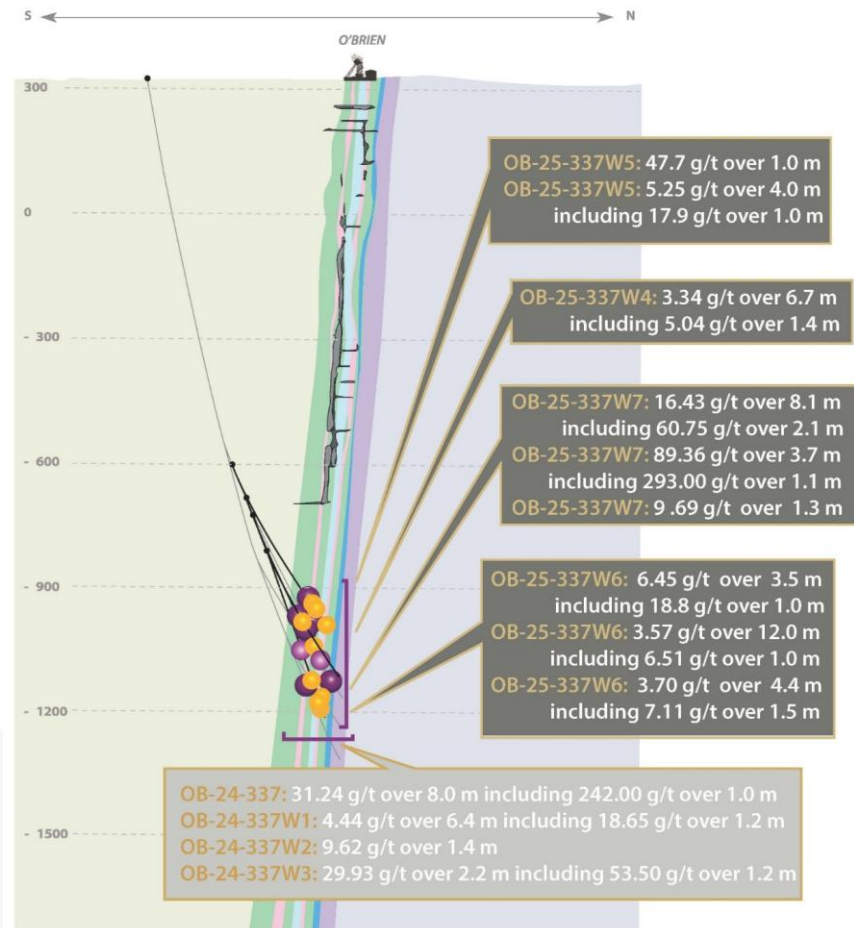 S N
O'BRIEN
300
0
- 300
- 600
- 900
- 1200
- 1500
OB-25-337W5: 47.7 g/t over 1.0 m
OB-25-337W5: 5.25 g/t over 4.0 m
including 17.9 g/t over 1.0 m
OB-25-337W4: 3.34 g/t over 6.7 m
including 5.04 g/t over 1.4 m
OB-25-337W7: 16.43 g/t over 8.1 m
including 60.75 g/t over 2.1 m
OB-25-337W7: 89.36 g/t over 3.7 m
including 293.00 g/t over 1.1 m
OB-25-337W7: 9 .69 g/t over 1.3 m
OB-25-337W6: 6.45 g/t over 3.5 m
including 18.8 g/t over 1.0 m
OB-25-337W6: 3.57 g/t over 12.0 m
including 6.51 g/t over 1.0 m
OB-25-337W6: 3.70 g/t over 4.4 m
including 7.11 g/t over 1.5 m
OB-24-337: 31.24 g/t over 8.0 m including 242.00 g/t over 1.0 m
OB-24-337W1: 4.44 g/t over 6.4 m including 18.65 g/t over 1.2 m
OB-24-337W2: 9.62 g/t over 1.4 m
OB-24-337W3: 29.93 g/t over 2.2 m including 53.50 g/t over 1.2 m